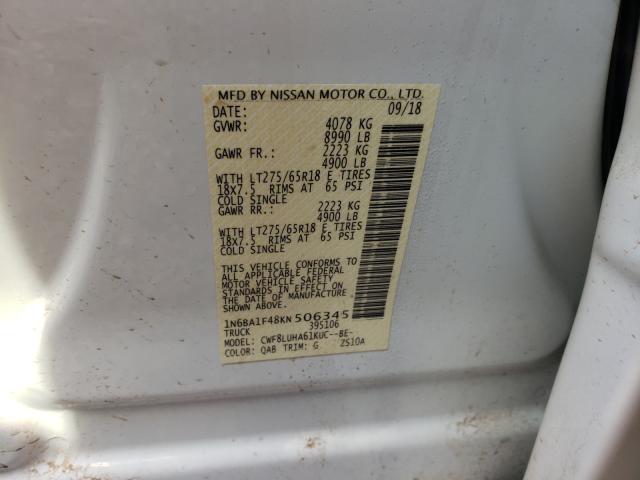 MFD BY NISSAN MOTOR CO., LTD.
DATE: 09/18
GVWR: 4078 KG
8990 LB
GAWR FR.: 2223 KG
4900 LB
WITH LT275/65R18 E TIRES
18X7.5 RIMS AT 65 PSI
COLD SINGLE
GAWR RR.: 2223 KG
4900 LB
WITH LT275/65R18 E TIRES
18X7.5 RIMS AT 65 PSI
COLD SINGLE
THIS VEHICLE CONFORMS TO
ALL APPLICABLE FEDERAL
MOTOR VEHICLE SAFETY
STANDARDS IN EFFECT ON
THE DATE OF MANUFACTURE
SHOWN ABOVE.
1N6BA1F48KN506345
TRUCK 39S106
MODEL: CWF8LUHA61KUC--BE-
COLOR: QAB TRIM: G ZS10A